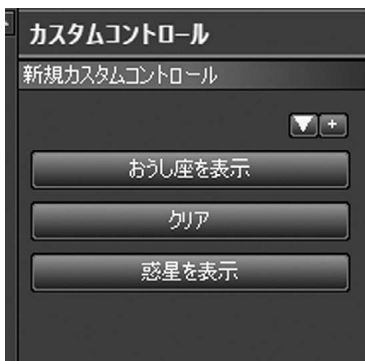 カスタムコントロール
新規カスタムコントロール
+
おうし座を表示
クリア
惑星を表示